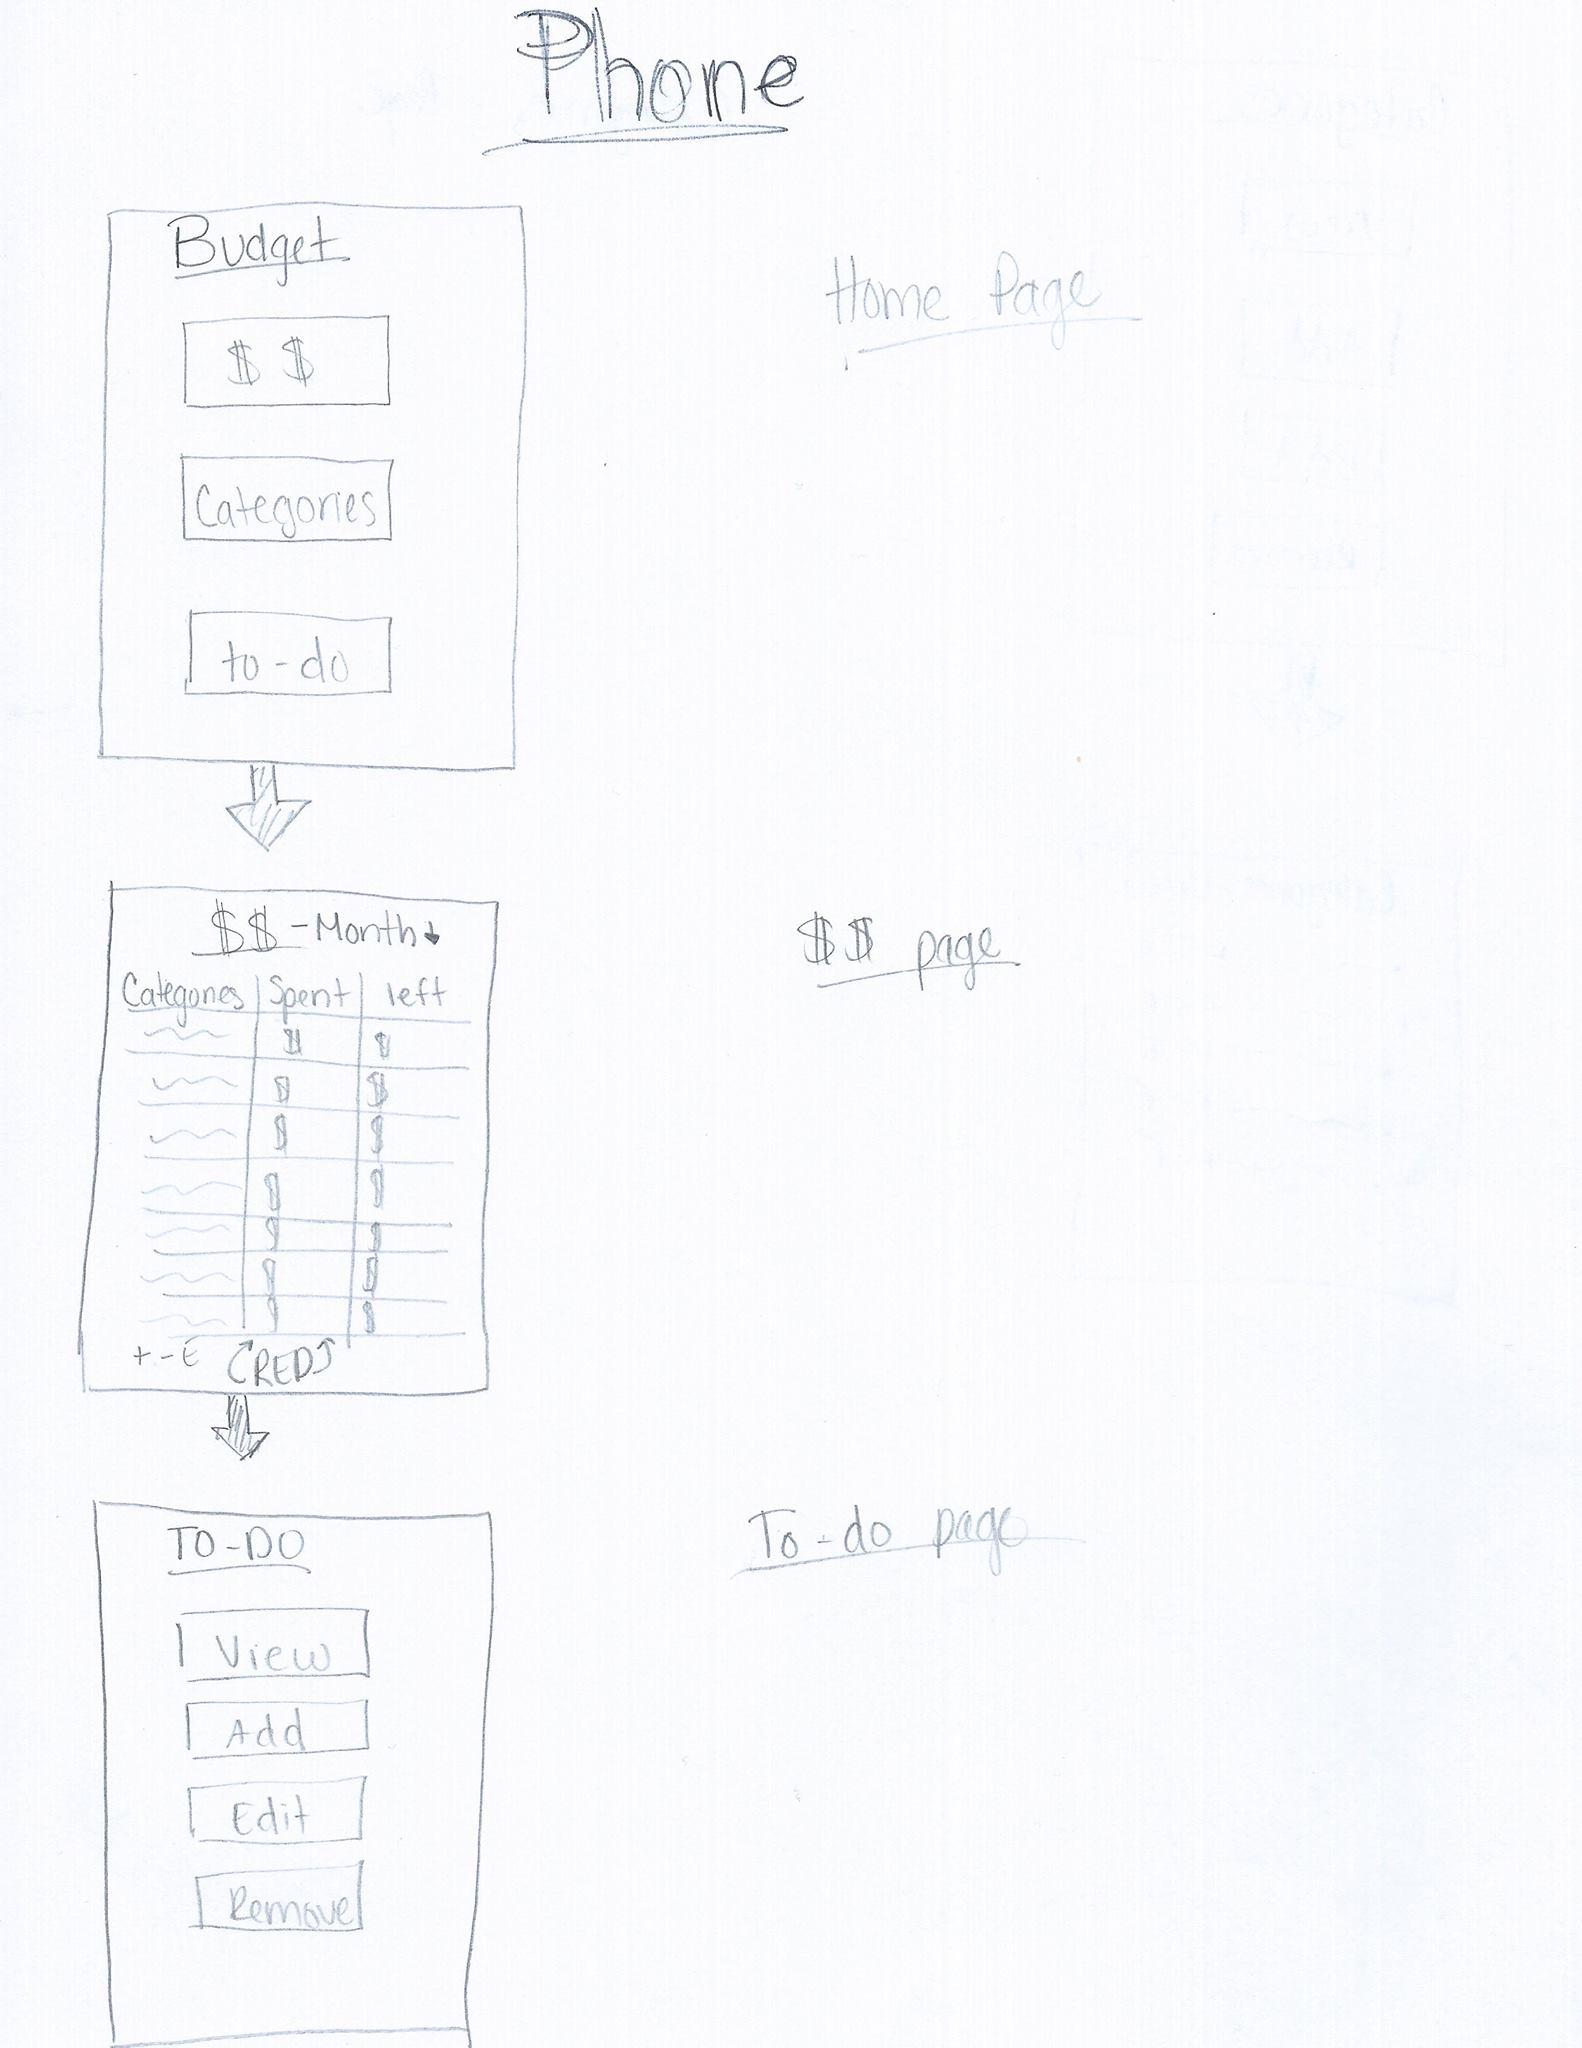 Phone
Budget
Home Page
$ $
Categories
to-do
$$ - Month
$$ page
Categories | Spent | left
$ $
$ $
$ $
$ $
$ $
$ $
$ $
+ - E
TO-DO
To-do page
View
Add
Edit
Remove